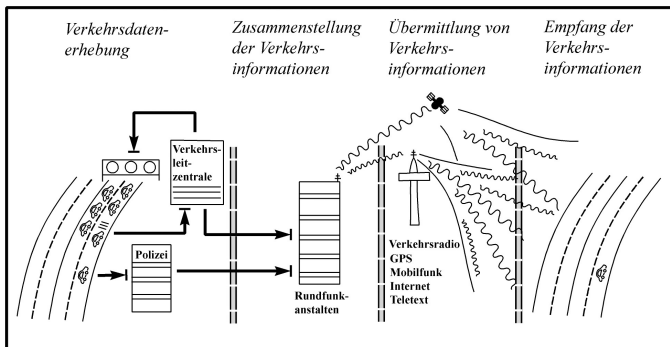 Verkehrsdaten-
erhebung
Zusammenstellung
der Verkehrs-
informationen
Übermittlung von
Verkehrs-
informationen
Empfang der
Verkehrs-
informationen
Verkehrs-
leit-
zentrale
Polizei
Rundfunk-
anstalten
Verkehrsradio
GPS
Mobilfunk
Internet
Teletext